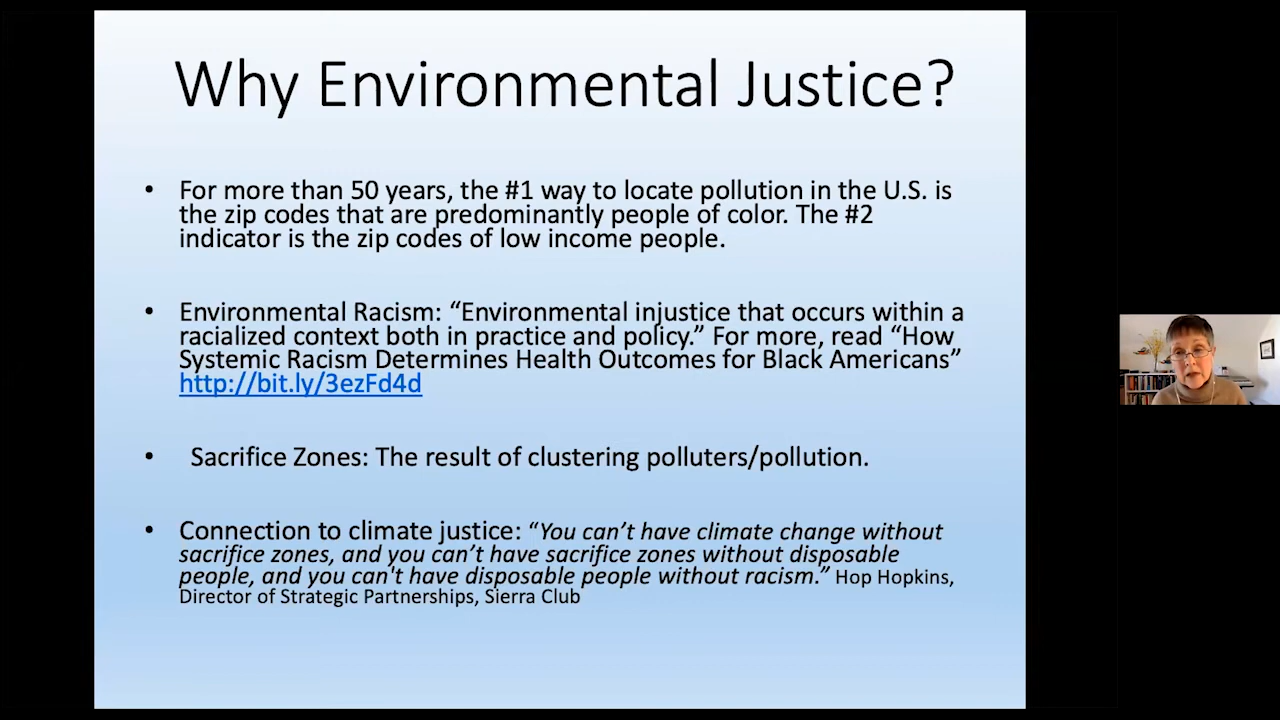 Why Environmental Justice?
• For more than 50 years, the #1 way to locate pollution in the U.S. is
the zip codes that are predominantly people of color. The #2
indicator is the zip codes of low income people.
• Environmental Racism: “Environmental injustice that occurs within a
racialized context both in practice and policy.” For more, read “How
Systemic Racism Determines Health Outcomes for Black Americans”
http://bit.ly/3ezFd4d
• Sacrifice Zones: The result of clustering polluters/pollution.
• Connection to climate justice: “You can’t have climate change without
sacrifice zones, and you can’t have sacrifice zones without disposable
people, and you can't have disposable people without racism.” Hop Hopkins,
Director of Strategic Partnerships, Sierra Club